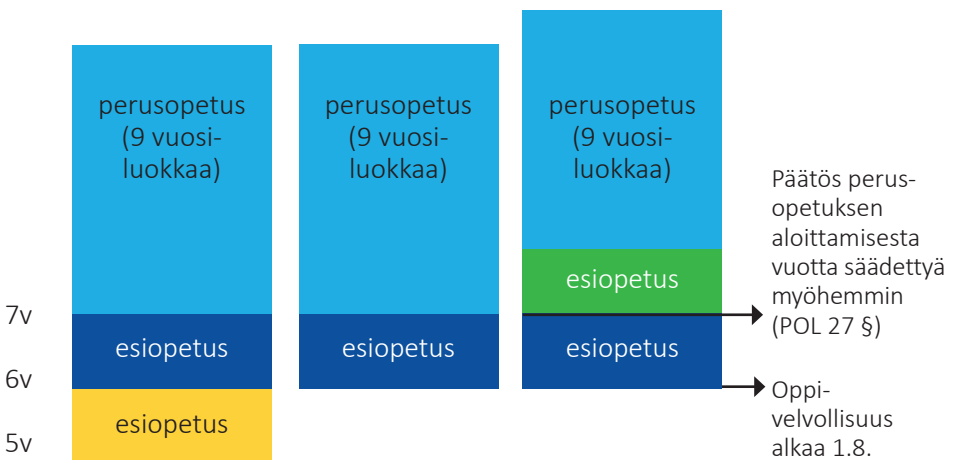 perusopetus
(9 vuosi-
luokkaa)
perusopetus
(9 vuosi-
luokkaa)
perusopetus
(9 vuosi-
luokkaa)
esiopetus
Päätös perus-
opetuksen
aloittamisesta
vuotta säädettyä
myöhemmin
(POL 27 §)
7v
esiopetus
esiopetus
esiopetus
6v
Oppi-
velvollisuus
alkaa 1.8.
esiopetus
5v